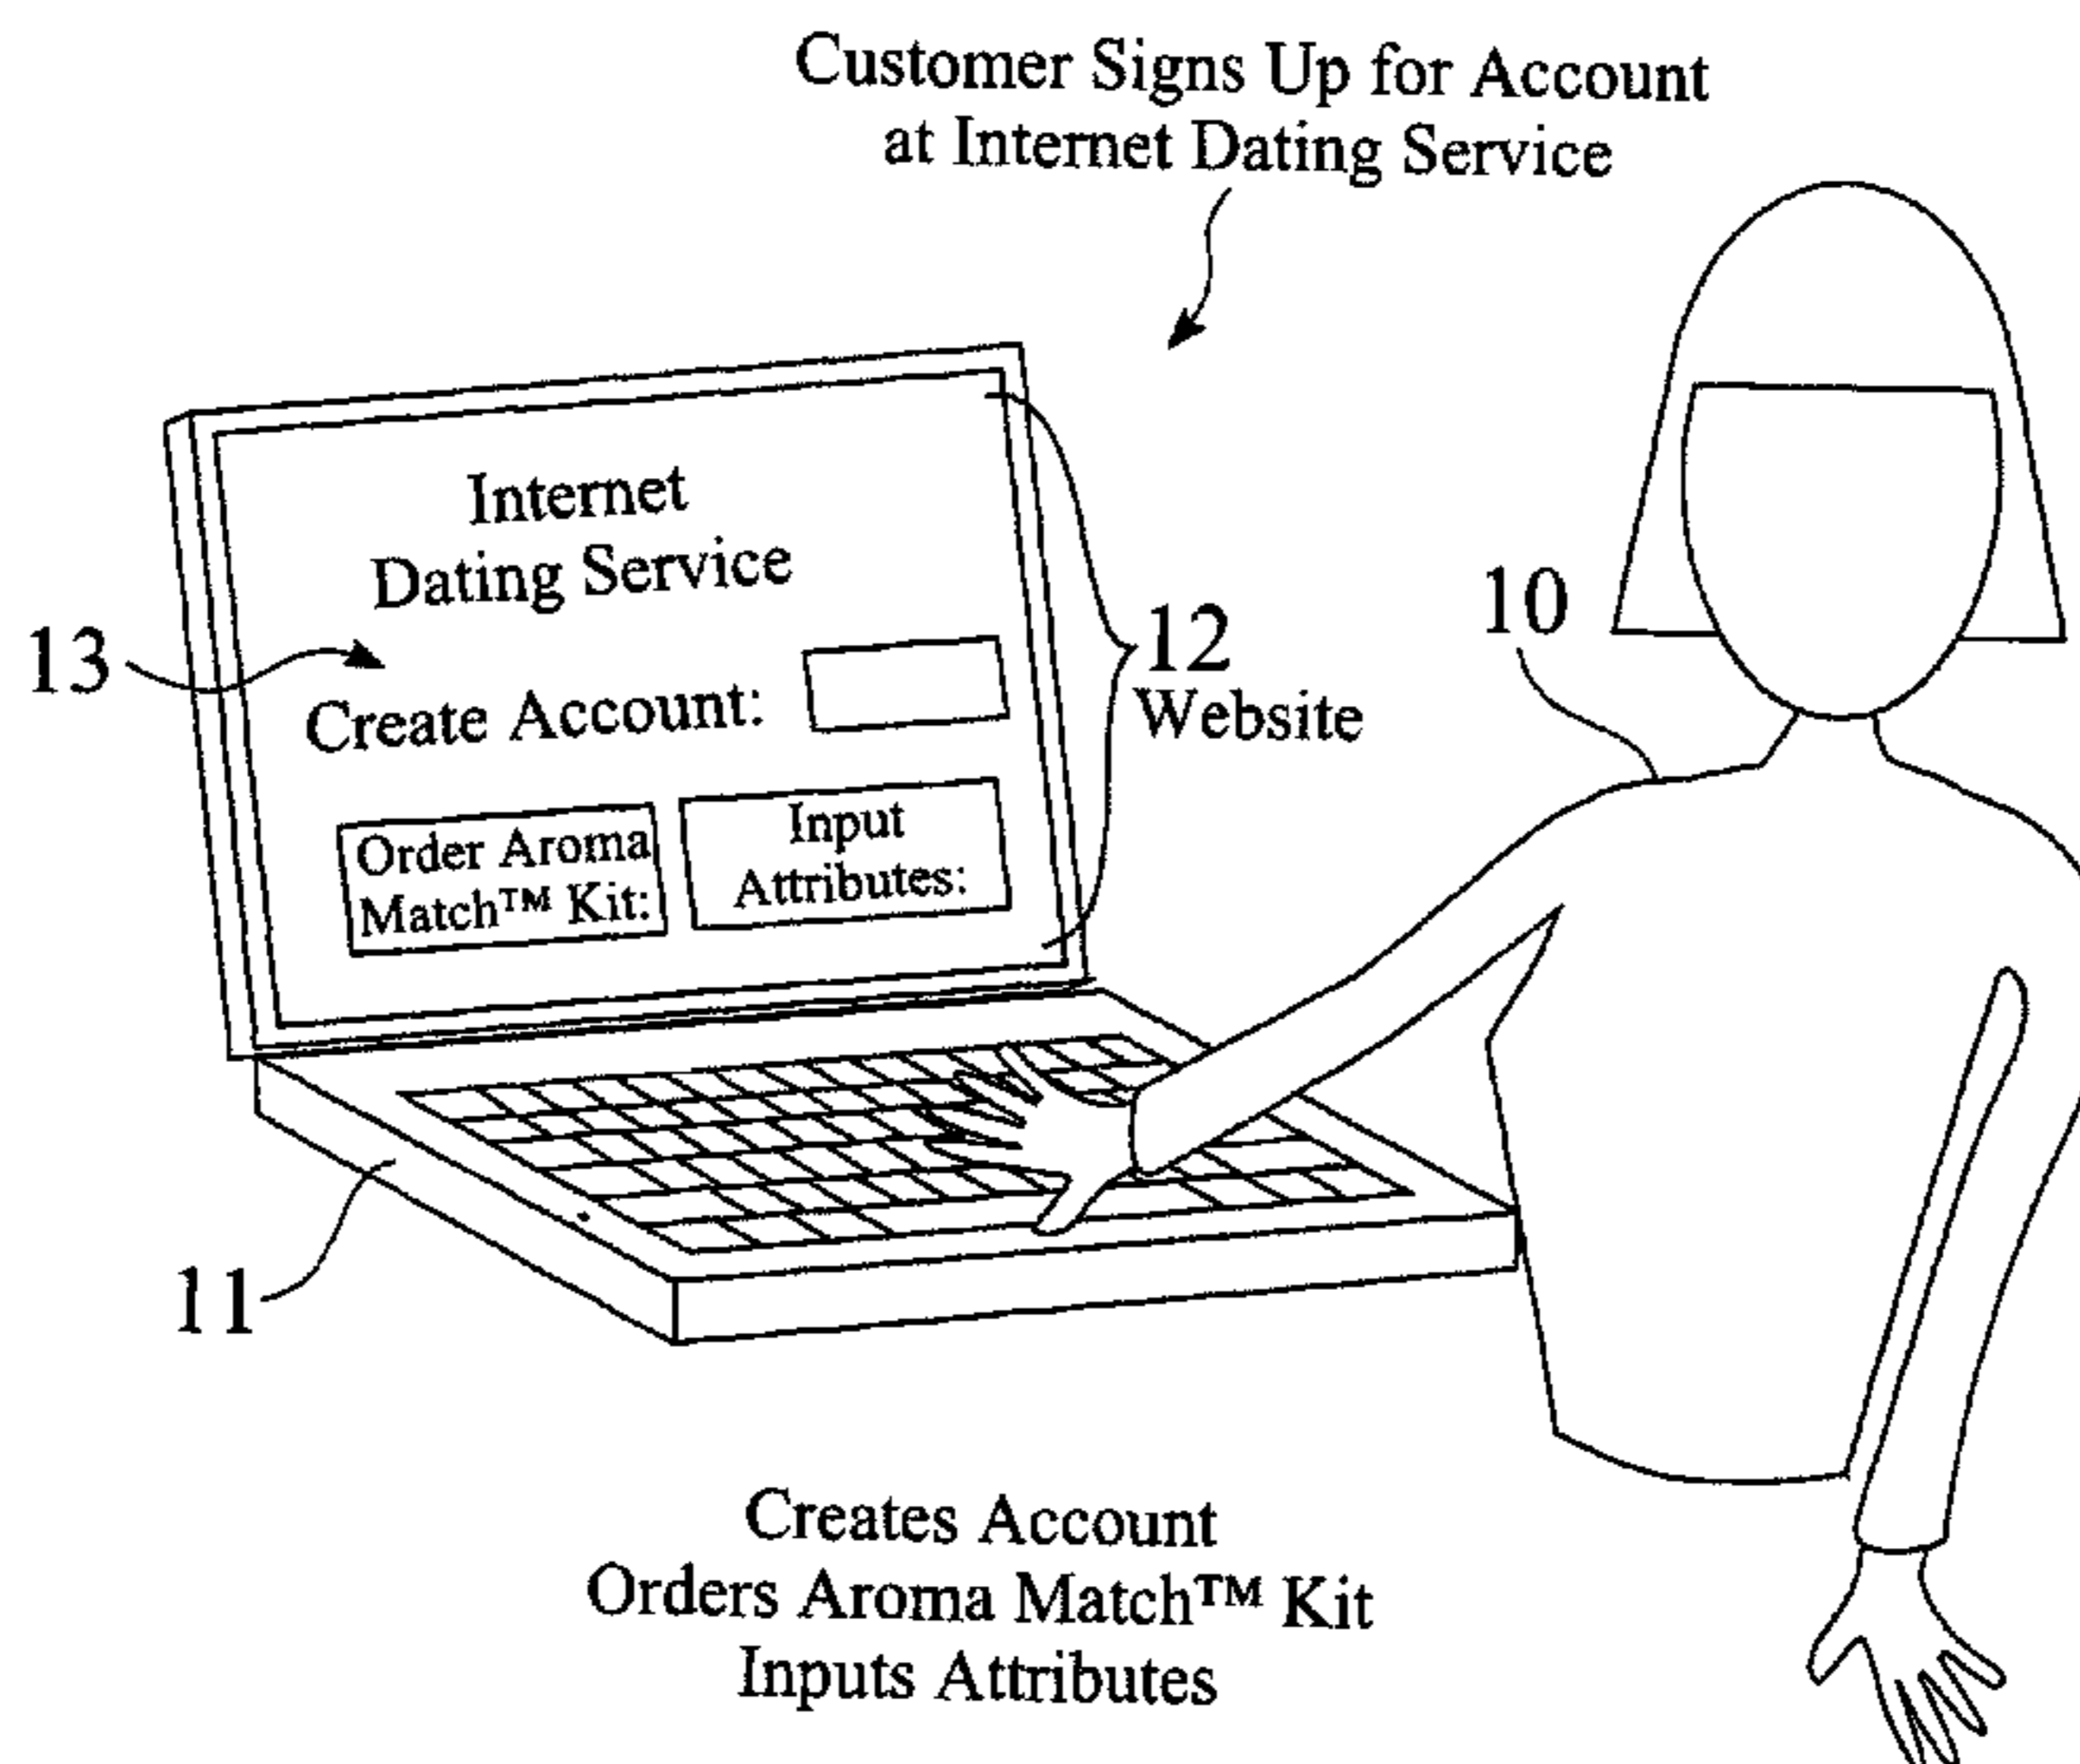 Customer Signs Up for Account
at Internet Dating Service
Internet
Dating Service
13
Create Account:
12
Website
10
Order Aroma
Match™ Kit:
Input
Attributes:
11
Creates Account
Orders Aroma Match™ Kit
Inputs Attributes